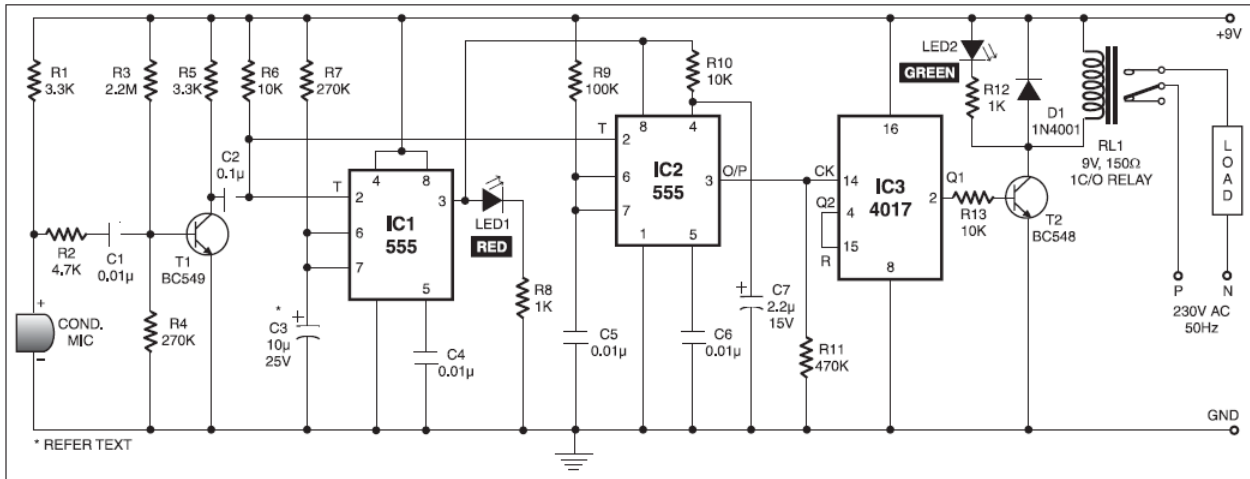 R1
3.3K
R3
2.2M
R5
3.3K
R6
10K
R7
270K
R9
100K
R10
10K
LED2
GREEN
R12
1K
D1
1N4001
RL1
9V, 150Ω
1C/O RELAY
+9V
L
O
A
D
C2
0.1µ
T
2
4
8
3
6
7
5
IC1
555
LED1
RED
R8
1K
T
2
8
4
6
7
3
1
5
IC2
555
O/P
CK
14
16
Q2
4
15
R
8
2
IC3
4017
Q1
R13
10K
T2
BC548
R2
4.7K
C1
0.01µ
T1
BC549
R4
270K
+
COND.
MIC
–
*
+
C3
10µ
25V
C4
0.01µ
C5
0.01µ
C6
0.01µ
+
C7
2.2µ
15V
R11
470K
P
N
230V AC
50Hz
GND
* REFER TEXT